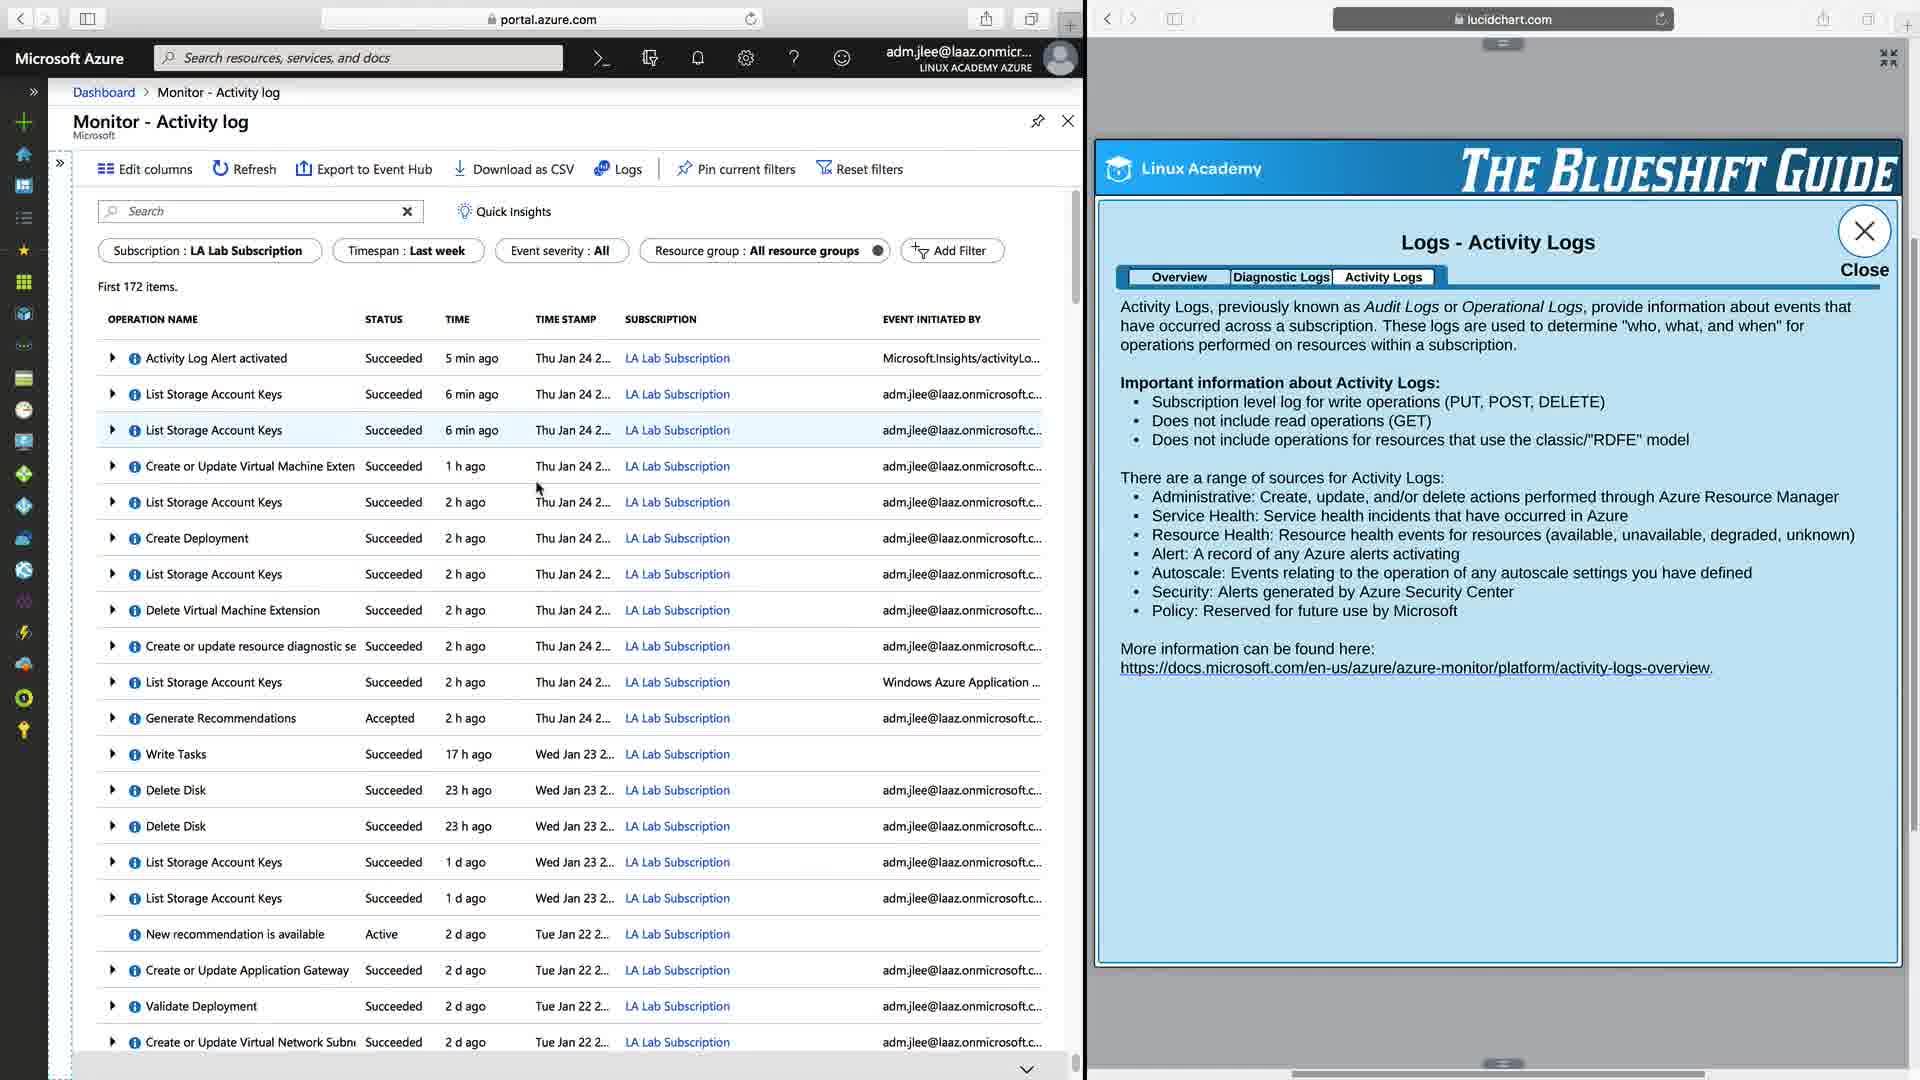 portal.azure.com
Microsoft Azure
Search resources, services, and docs
adm.jlee@laaz.onmicr...
LINUX ACADEMY AZURE
Dashboard > Monitor - Activity log
Monitor - Activity log
Microsoft
Edit columns Refresh Export to Event Hub Download as CSV Logs Pin current filters Reset filters
Search
Quick Insights
Subscription : LA Lab Subscription Timespan : Last week Event severity : All Resource group : All resource groups Add Filter
First 172 items.
OPERATION NAME STATUS TIME TIME STAMP SUBSCRIPTION EVENT INITIATED BY
Activity Log Alert activated Succeeded 5 min ago Thu Jan 24 2... LA Lab Subscription Microsoft.Insights/activityLo...
List Storage Account Keys Succeeded 6 min ago Thu Jan 24 2... LA Lab Subscription adm.jlee@laaz.onmicrosoft.c...
List Storage Account Keys Succeeded 6 min ago Thu Jan 24 2... LA Lab Subscription adm.jlee@laaz.onmicrosoft.c...
Create or Update Virtual Machine Exten Succeeded 1 h ago Thu Jan 24 2... LA Lab Subscription adm.jlee@laaz.onmicrosoft.c...
List Storage Account Keys Succeeded 2 h ago Thu Jan 24 2... LA Lab Subscription adm.jlee@laaz.onmicrosoft.c...
Create Deployment Succeeded 2 h ago Thu Jan 24 2... LA Lab Subscription adm.jlee@laaz.onmicrosoft.c...
List Storage Account Keys Succeeded 2 h ago Thu Jan 24 2... LA Lab Subscription adm.jlee@laaz.onmicrosoft.c...
Delete Virtual Machine Extension Succeeded 2 h ago Thu Jan 24 2... LA Lab Subscription adm.jlee@laaz.onmicrosoft.c...
Create or update resource diagnostic se Succeeded 2 h ago Thu Jan 24 2... LA Lab Subscription adm.jlee@laaz.onmicrosoft.c...
List Storage Account Keys Succeeded 2 h ago Thu Jan 24 2... LA Lab Subscription Windows Azure Application ...
Generate Recommendations Accepted 2 h ago Thu Jan 24 2... LA Lab Subscription adm.jlee@laaz.onmicrosoft.c...
Write Tasks Succeeded 17 h ago Wed Jan 23 2... LA Lab Subscription
Delete Disk Succeeded 23 h ago Wed Jan 23 2... LA Lab Subscription adm.jlee@laaz.onmicrosoft.c...
Delete Disk Succeeded 23 h ago Wed Jan 23 2... LA Lab Subscription adm.jlee@laaz.onmicrosoft.c...
List Storage Account Keys Succeeded 1 d ago Wed Jan 23 2... LA Lab Subscription adm.jlee@laaz.onmicrosoft.c...
List Storage Account Keys Succeeded 1 d ago Wed Jan 23 2... LA Lab Subscription adm.jlee@laaz.onmicrosoft.c...
New recommendation is available Active 2 d ago Tue Jan 22 2... LA Lab Subscription
Create or Update Application Gateway Succeeded 2 d ago Tue Jan 22 2... LA Lab Subscription adm.jlee@laaz.onmicrosoft.c...
Validate Deployment Succeeded 2 d ago Tue Jan 22 2... LA Lab Subscription adm.jlee@laaz.onmicrosoft.c...
Create or Update Virtual Network Subn Succeeded 2 d ago Tue Jan 22 2... LA Lab Subscription adm.jlee@laaz.onmicrosoft.c...
lucidchart.com
Linux Academy
THE BLUESHIFT GUIDE
Logs - Activity Logs
Close
Overview Diagnostic Logs Activity Logs
Activity Logs, previously known as Audit Logs or Operational Logs, provide information about events that
have occurred across a subscription. These logs are used to determine "who, what, and when" for
operations performed on resources within a subscription.
Important information about Activity Logs:
• Subscription level log for write operations (PUT, POST, DELETE)
• Does not include read operations (GET)
• Does not include operations for resources that use the classic/"RDFE" model
There are a range of sources for Activity Logs:
• Administrative: Create, update, and/or delete actions performed through Azure Resource Manager
• Service Health: Service health incidents that have occurred in Azure
• Resource Health: Resource health events for resources (available, unavailable, degraded, unknown)
• Alert: A record of any Azure alerts activating
• Autoscale: Events relating to the operation of any autoscale settings you have defined
• Security: Alerts generated by Azure Security Center
• Policy: Reserved for future use by Microsoft
More information can be found here:
https://docs.microsoft.com/en-us/azure/azure-monitor/platform/activity-logs-overview.